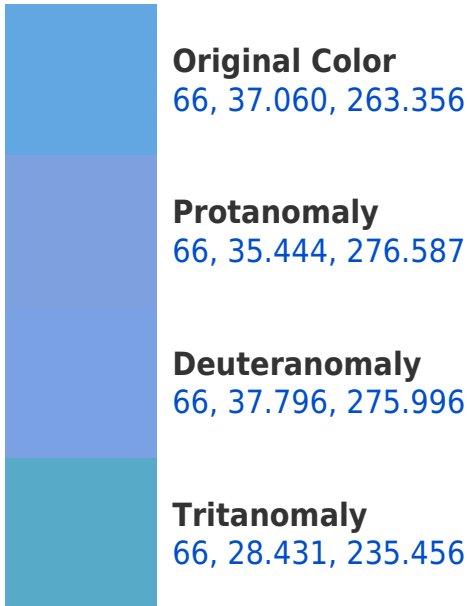 Original Color
66, 37.060, 263.356
Protanomaly
66, 35.444, 276.587
Deuteranomaly
66, 37.796, 275.996
Tritanomaly
66, 28.431, 235.456